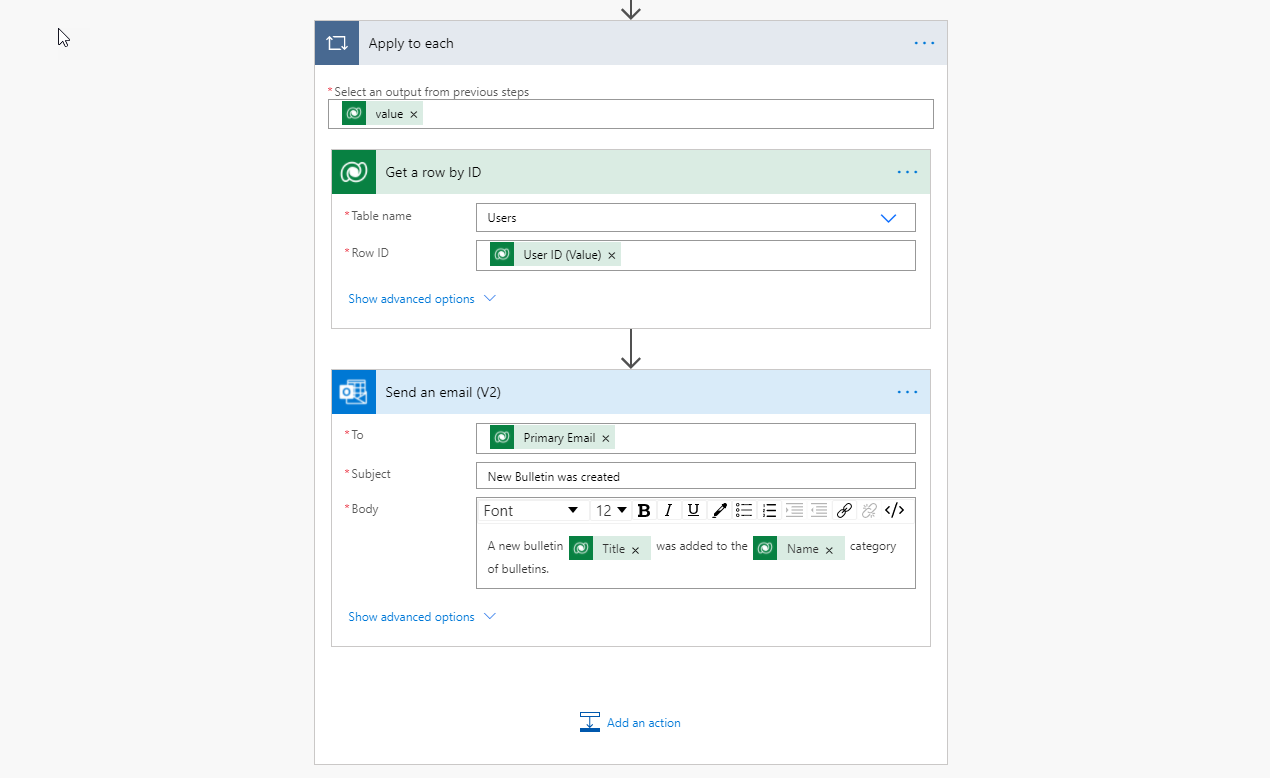 Apply to each
* Select an output from previous steps
value ×
Get a row by ID
* Table name
Users
* Row ID
User ID (Value) ×
Show advanced options
Send an email (V2)
* To
Primary Email ×
* Subject
New Bulletin was created
* Body
Font 12 B I U </>
A new bulletin Title × was added to the Name × category
of bulletins.
Show advanced options
Add an action